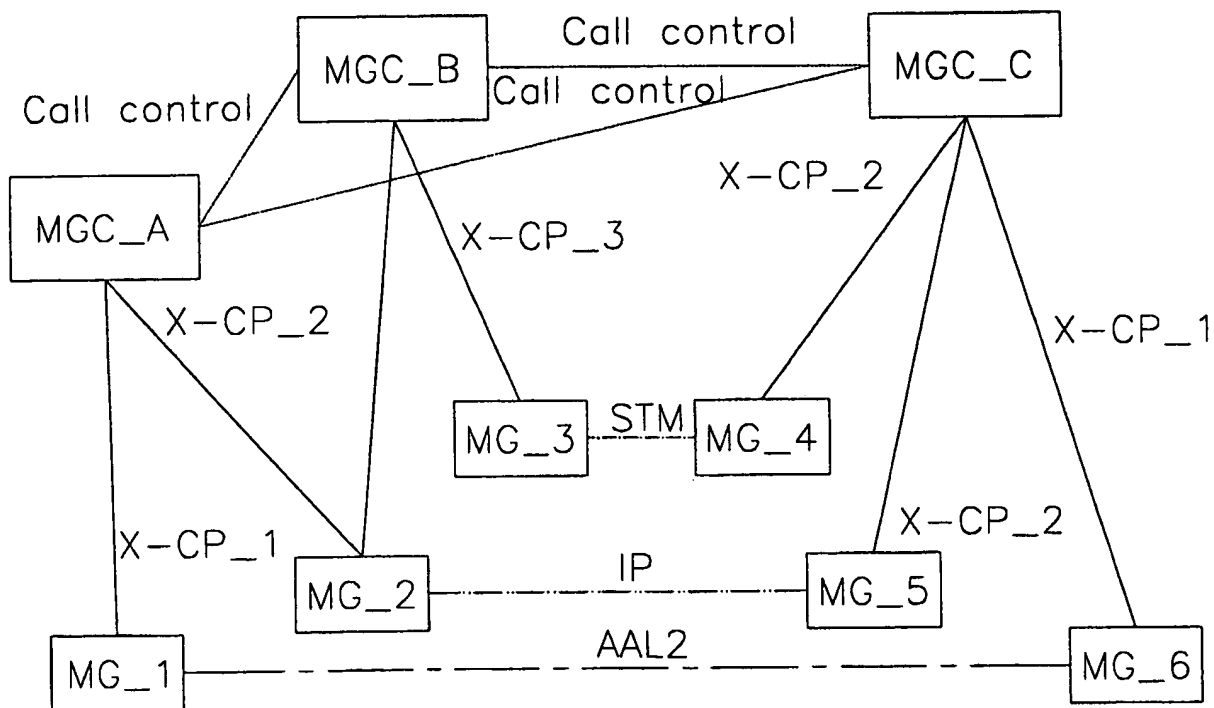 Call control
MGC_B
MGC_C
Call control
Call control
X-CP_2
MGC_A
X-CP_3
X-CP_2
X-CP_1
STM
MG_3
MG_4
X-CP_2
X-CP_1
IP
MG_2
MG_5
AAL2
MG_1
MG_6